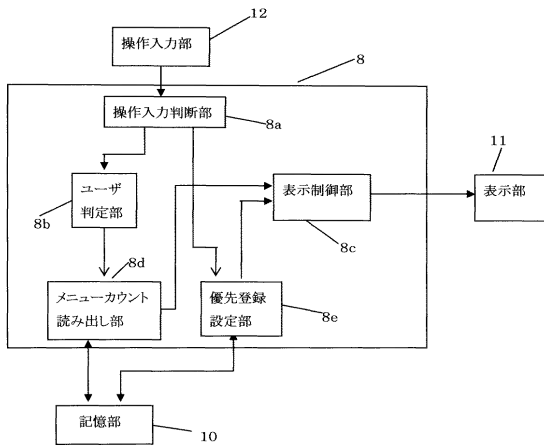 12
操作入力部
8
操作入力判断部
8a
11
ユーザ
判定部
8b
表示制御部
8c
表示部
8d
メニューカウント
読み出し部
優先登録
設定部
8e
記憶部
10